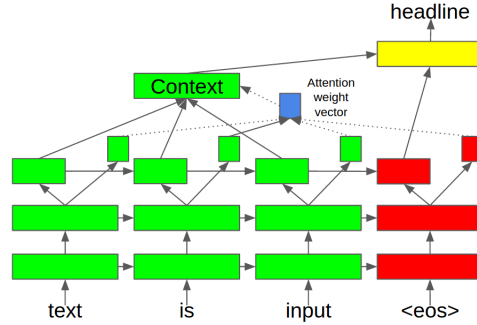 headline
Context
Attention
weight
vector
text is input <eos>